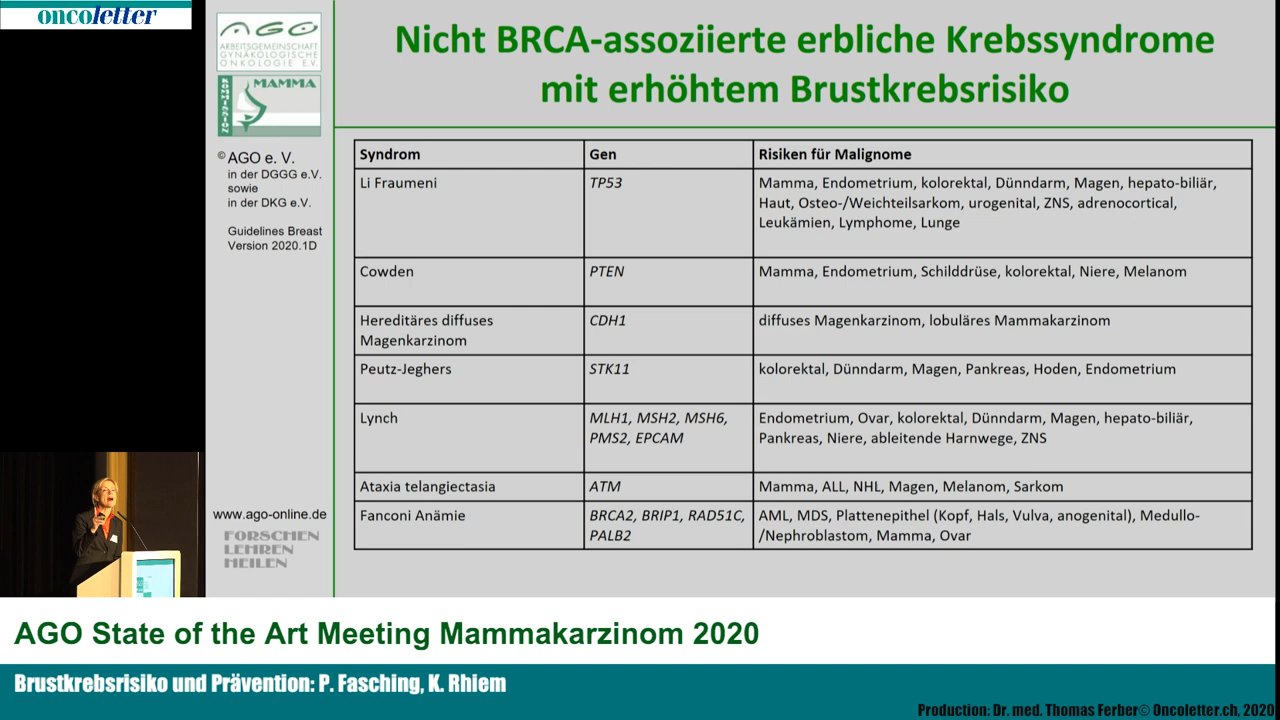 oncoletter
AGO
ARBEITSGEMEINSCHAFT
GYNÄKOLOGISCHE
ONKOLOGIE E.V.
KOMMISSION
MAMMA
© AGO e. V.
in der DGGG e.V.
sowie
in der DKG e.V.
Guidelines Breast
Version 2020.1D
www.ago-online.de
FORSCHEN
LEHREN
HEILEN
Nicht BRCA-assoziierte erbliche Krebssyndrome
mit erhöhtem Brustkrebsrisiko
Syndrom Gen Risiken für Malignome
Li Fraumeni TP53 Mamma, Endometrium, kolorektal, Dünndarm, Magen, hepato-biliär,
Haut, Osteo-/Weichteilsarkom, urogenital, ZNS, adrenocortical,
Leukämien, Lymphome, Lunge
Cowden PTEN Mamma, Endometrium, Schilddrüse, kolorektal, Niere, Melanom
Hereditäres diffuses CDH1 diffuses Magenkarzinom, lobuläres Mammakarzinom
Magenkarzinom
Peutz-Jeghers STK11 kolorektal, Dünndarm, Magen, Pankreas, Hoden, Endometrium
Lynch MLH1, MSH2, MSH6, Endometrium, Ovar, kolorektal, Dünndarm, Magen, hepato-biliär,
PMS2, EPCAM Pankreas, Niere, ableitende Harnwege, ZNS
Ataxia telangiectasia ATM Mamma, ALL, NHL, Magen, Melanom, Sarkom
Fanconi Anämie BRCA2, BRIP1, RAD51C, AML, MDS, Plattenepithel (Kopf, Hals, Vulva, anogenital), Medullo-
PALB2 /Nephroblastom, Mamma, Ovar
AGO State of the Art Meeting Mammakarzinom 2020
Brustkrebsrisiko und Prävention: P. Fasching, K. Rhiem
Production: Dr. med. Thomas Ferber© Oncoletter.ch, 2020